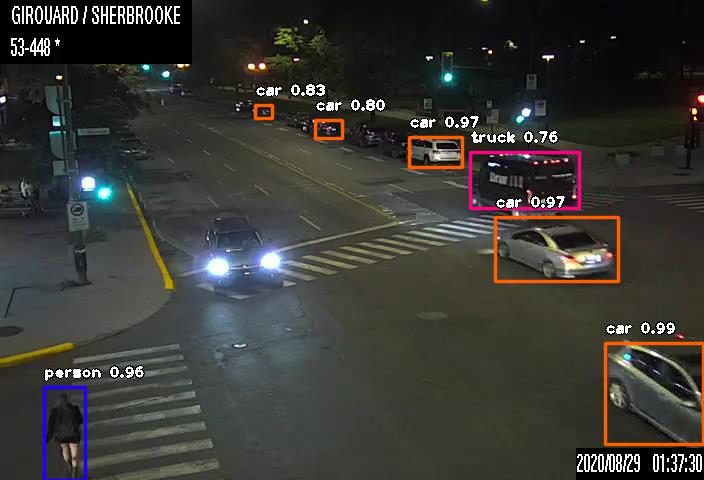 GIROUARD / SHERBROOKE
53-448 *
car 0.83
car 0.80
car 0.97
truck 0.76
car 0.97
car 0.99
person 0.96
2020/08/29 01:37:30